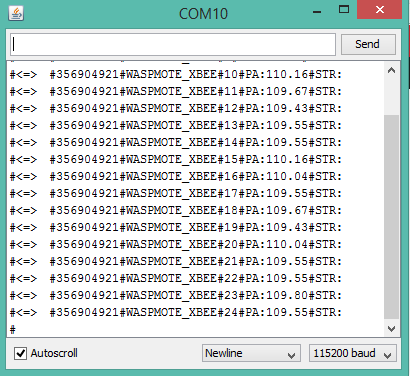 COM10
Send
#<=> #356904921#WASPMOTE_XBEE#10#PA:110.16#STR:
#<=> #356904921#WASPMOTE_XBEE#11#PA:109.67#STR:
#<=> #356904921#WASPMOTE_XBEE#12#PA:109.43#STR:
#<=> #356904921#WASPMOTE_XBEE#13#PA:109.55#STR:
#<=> #356904921#WASPMOTE_XBEE#14#PA:109.55#STR:
#<=> #356904921#WASPMOTE_XBEE#15#PA:110.16#STR:
#<=> #356904921#WASPMOTE_XBEE#16#PA:110.04#STR:
#<=> #356904921#WASPMOTE_XBEE#17#PA:109.55#STR:
#<=> #356904921#WASPMOTE_XBEE#18#PA:109.67#STR:
#<=> #356904921#WASPMOTE_XBEE#19#PA:109.43#STR:
#<=> #356904921#WASPMOTE_XBEE#20#PA:110.04#STR:
#<=> #356904921#WASPMOTE_XBEE#21#PA:109.55#STR:
#<=> #356904921#WASPMOTE_XBEE#22#PA:109.55#STR:
#<=> #356904921#WASPMOTE_XBEE#23#PA:109.80#STR:
#<=> #356904921#WASPMOTE_XBEE#24#PA:109.55#STR:
#
Autoscroll Newline 115200 baud